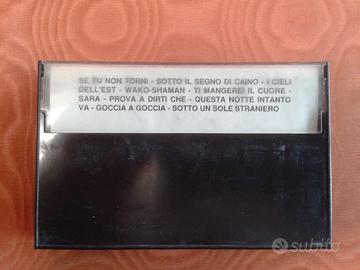 SE TU NON TORNI - SOTTO IL SEGNO DI CAINO - I CIELI
DELL'EST - WAKO-SHAMAN - TI MANGEREI IL CUORE -
SARA - PROVA A DIRTI CHE - QUESTA NOTTE INTANTO
VA - GOCCIA A GOCCIA - SOTTO UN SOLE STRANIERO
subito